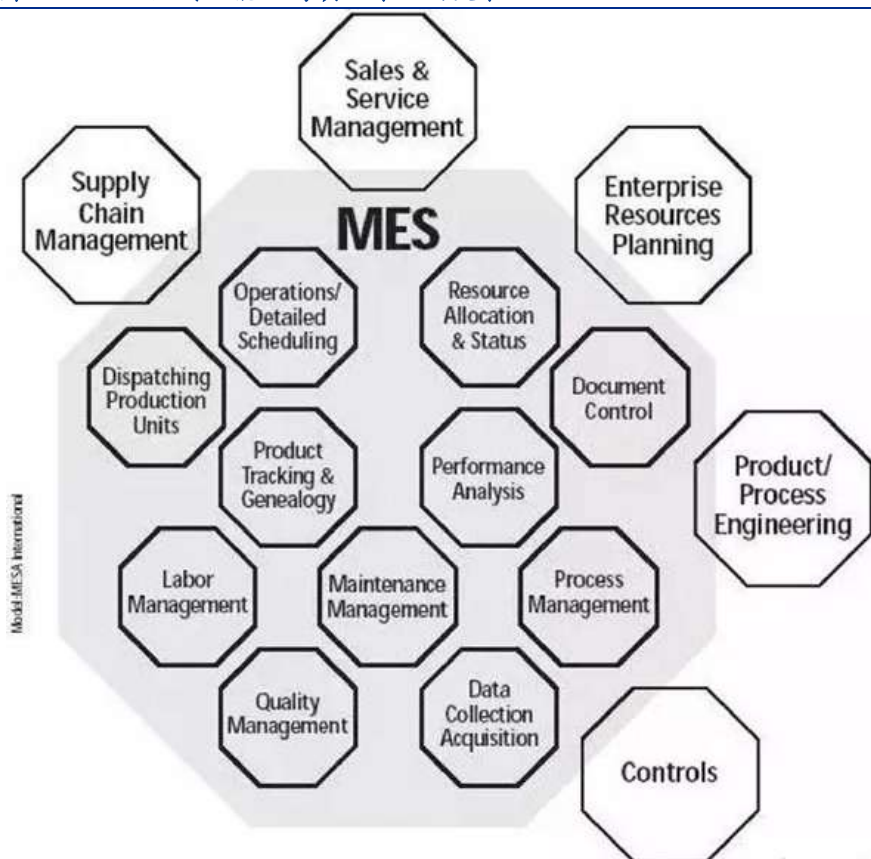 Sales &
Service
Management
Supply
Chain
Management
Enterprise
Resources
Planning
MES
Operations/
Detailed
Scheduling
Resource
Allocation
& Status
Dispatching
Production
Units
Document
Control
Product
Tracking &
Genealogy
Performance
Analysis
Product/
Process
Engineering
Model:MESA International
Labor
Management
Maintenance
Management
Process
Management
Quality
Management
Data
Collection
Acquisition
Controls